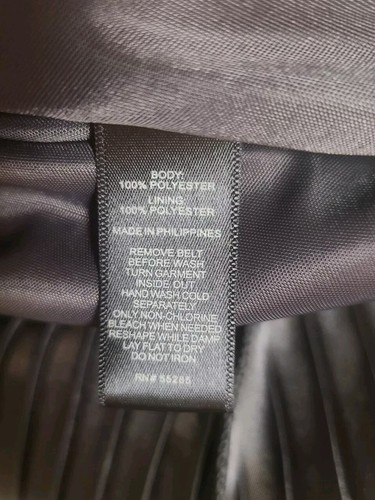 BODY:
100% POLYESTER
LINING:
100% POLYESTER
MADE IN PHILIPPINES
REMOVE BELT
BEFORE WASH
TURN GARMENT
INSIDE OUT
HAND WASH COLD
SEPARATELY
ONLY NON-CHLORINE
BLEACH WHEN NEEDED
RESHAPE WHILE DAMP
LAY FLAT TO DRY
DO NOT IRON
RN# 55285